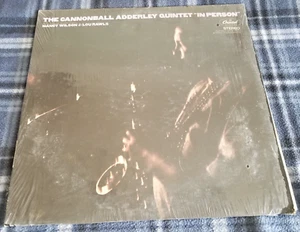 THE CANNONBALL ADDERLEY QUINTET "IN PERSON"
NANCY WILSON / LOU RAWLS
Capitol
STEREO